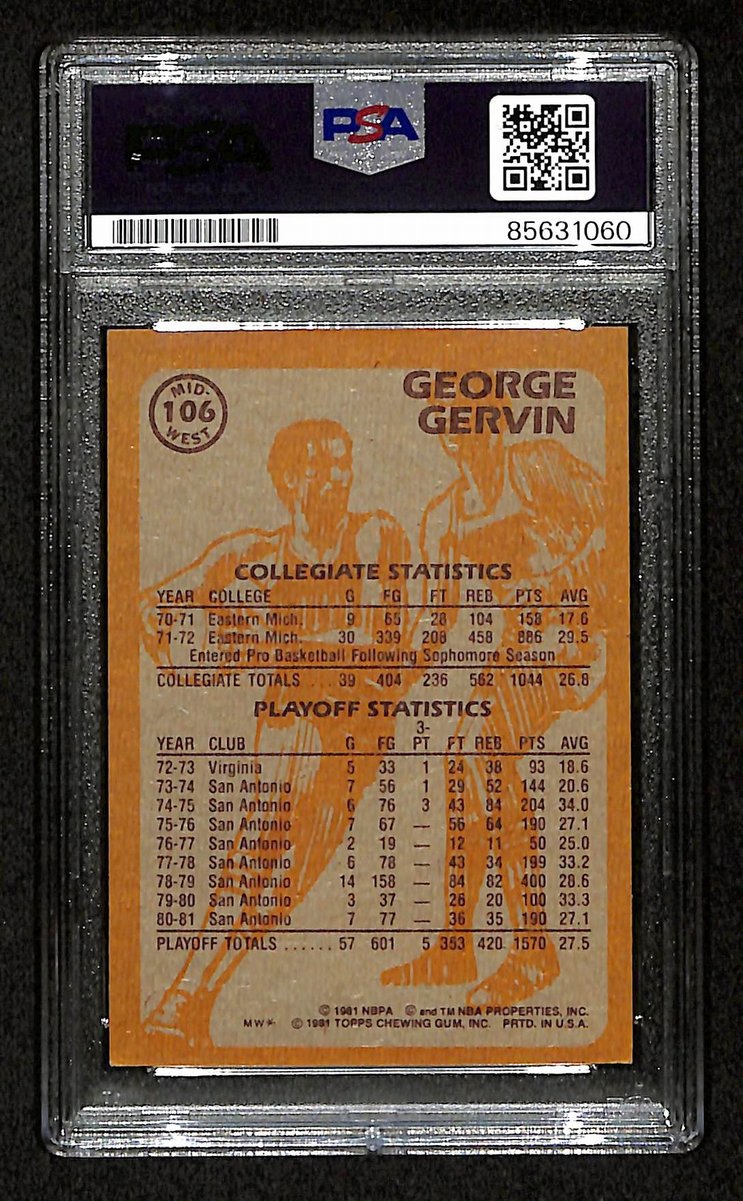 PSA
85631060
MID-
106
WEST
GEORGE
GERVIN
COLLEGIATE STATISTICS
YEAR COLLEGE G FG FT REB PTS AVG
70-71 Eastern Mich. 9 65 28 104 158 17.6
71-72 Eastern Mich. 30 339 208 458 886 29.5
Entered Pro Basketball Following Sophomore Season
COLLEGIATE TOTALS ... 39 404 236 562 1044 26.8
PLAYOFF STATISTICS
3-
YEAR CLUB G FG PT FT REB PTS AVG
72-73 Virginia 5 33 1 24 38 93 18.6
73-74 San Antonio 7 56 1 29 52 144 20.6
74-75 San Antonio 6 76 3 43 84 204 34.0
75-76 San Antonio 7 67 — 56 64 190 27.1
76-77 San Antonio 2 19 — 12 11 50 25.0
77-78 San Antonio 6 78 — 43 34 199 33.2
78-79 San Antonio 14 158 — 84 82 400 28.6
79-80 San Antonio 3 37 — 26 20 100 33.3
80-81 San Antonio 7 77 — 36 35 190 27.1
PLAYOFF TOTALS ...... 57 601 5 353 420 1570 27.5
© 1981 NBPA © and TM NBA PROPERTIES, INC.
MW* © 1981 TOPPS CHEWING GUM, INC. PRTD. IN U.S.A.